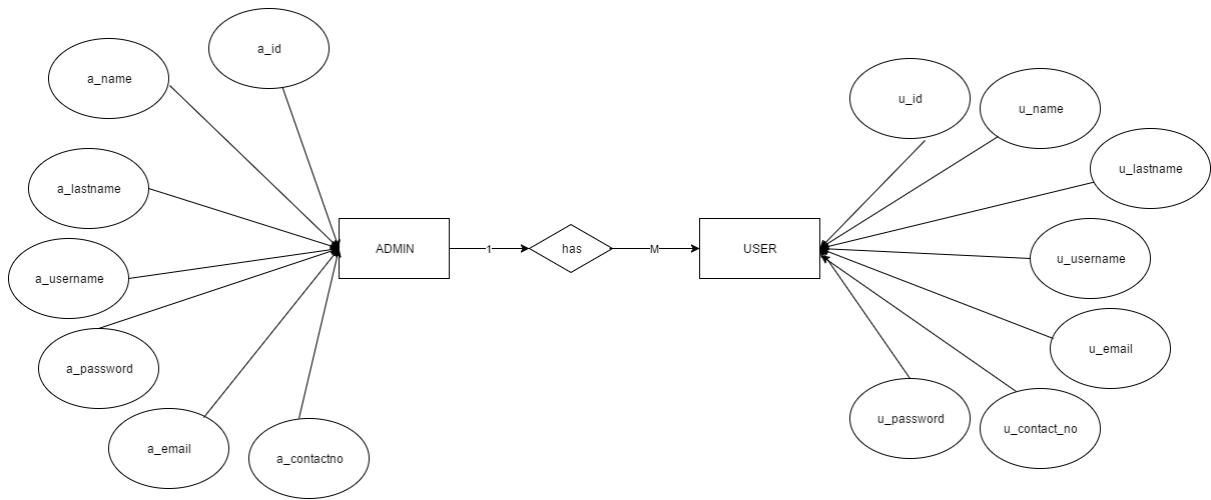 a_id
a_name
a_lastname
a_username
a_password
a_email
a_contactno
ADMIN
1
has
M
USER
u_id
u_name
u_lastname
u_username
u_email
u_contact_no
u_password